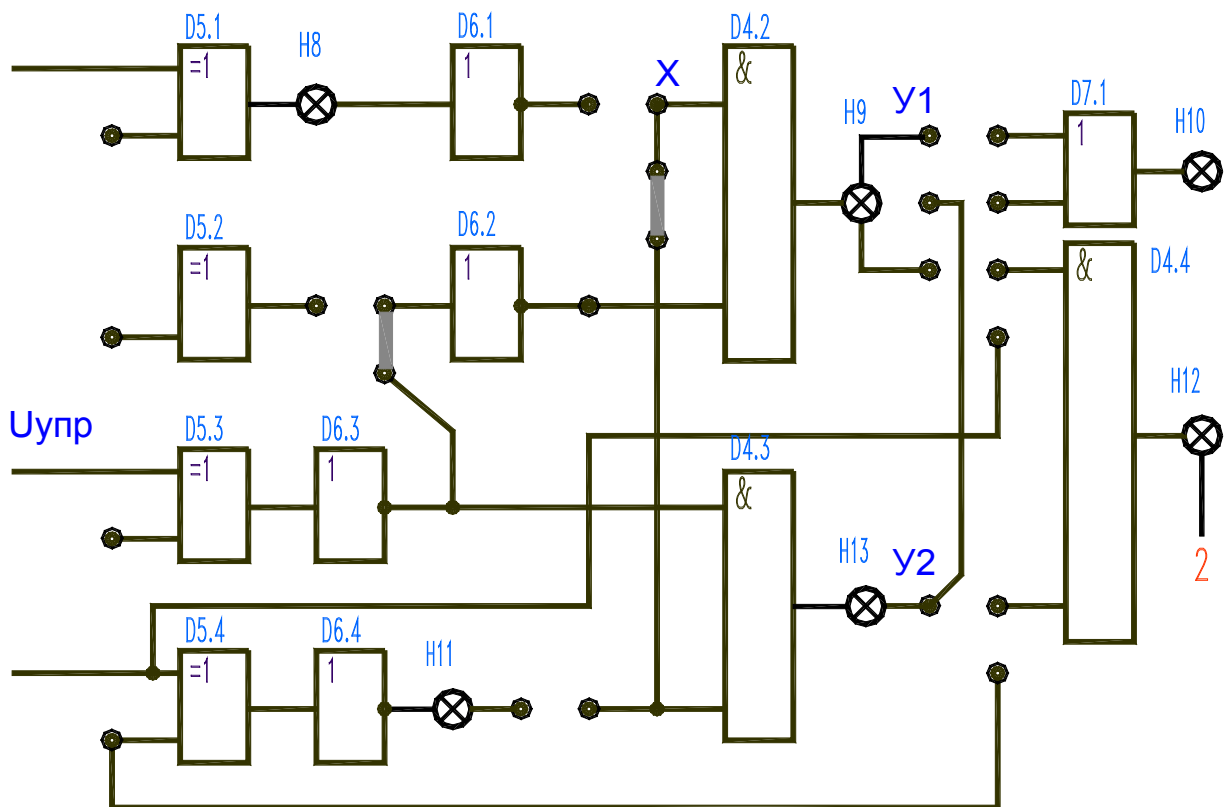 D5.1
H8
D6.1
D4.2
=1
1
X
&
H9
У1
D7.1
1
H10
D5.2
=1
D6.2
1
&
D4.4
H12
Uупр
D5.3
=1
D6.3
1
D4.3
&
H13
У2
2
D5.4
=1
D6.4
1
H11